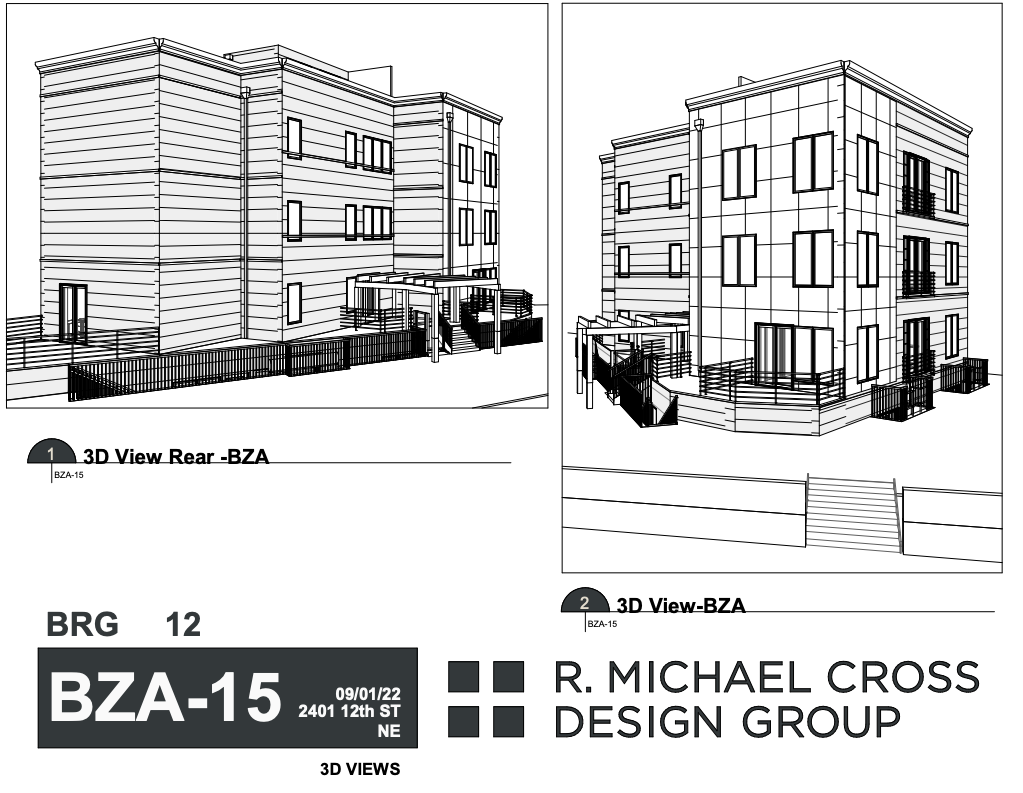 1
3D View Rear -BZA
BZA-15
2
3D View-BZA
BZA-15
BRG 12
BZA-15
09/01/22
2401 12th ST
NE
3D VIEWS
R. MICHAEL CROSS
DESIGN GROUP